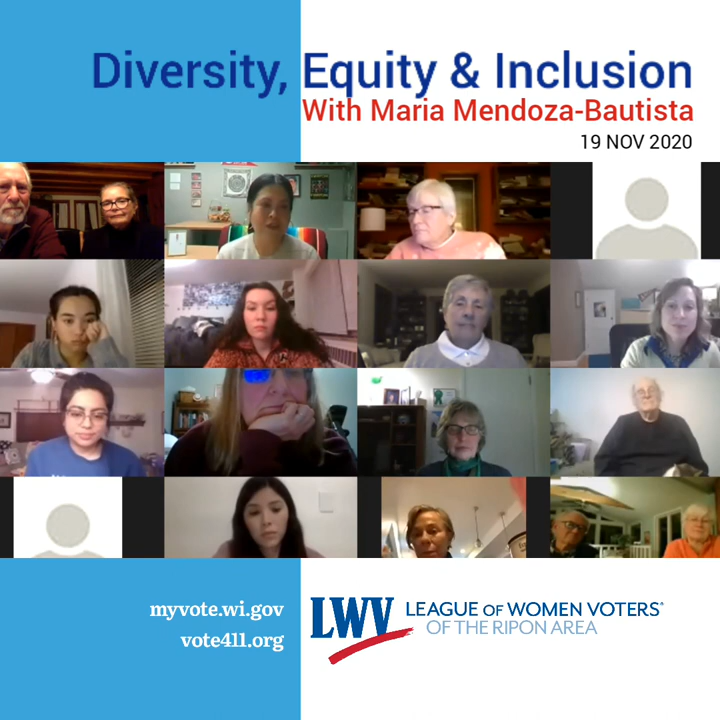 Diversity, Equity & Inclusion
With Maria Mendoza-Bautista
19 NOV 2020
myvote.wi.gov
vote411.org
LWV LEAGUE OF WOMEN VOTERS®
OF THE RIPON AREA